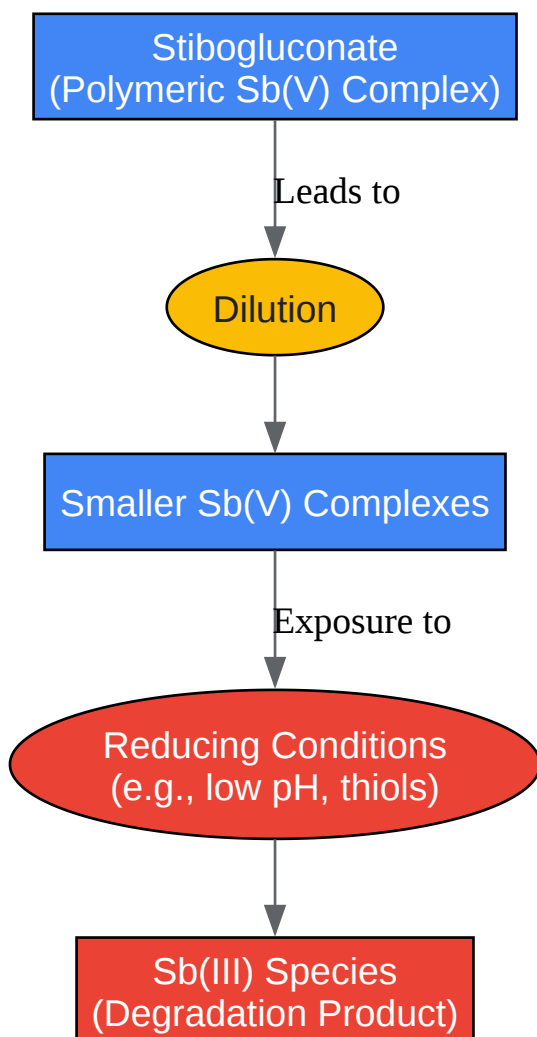 Stibogluconate
(Polymeric Sb(V) Complex)
Leads to
Dilution
Smaller Sb(V) Complexes
Exposure to
Reducing Conditions
(e.g., low pH, thiols)
Sb(III) Species
(Degradation Product)